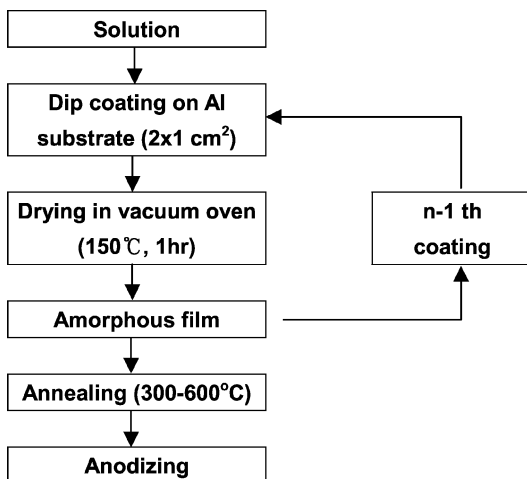 Solution
Dip coating on Al
substrate (2x1 cm²)
Drying in vacuum oven
(150℃, 1hr)
n-1 th
coating
Amorphous film
Annealing (300-600°C)
Anodizing